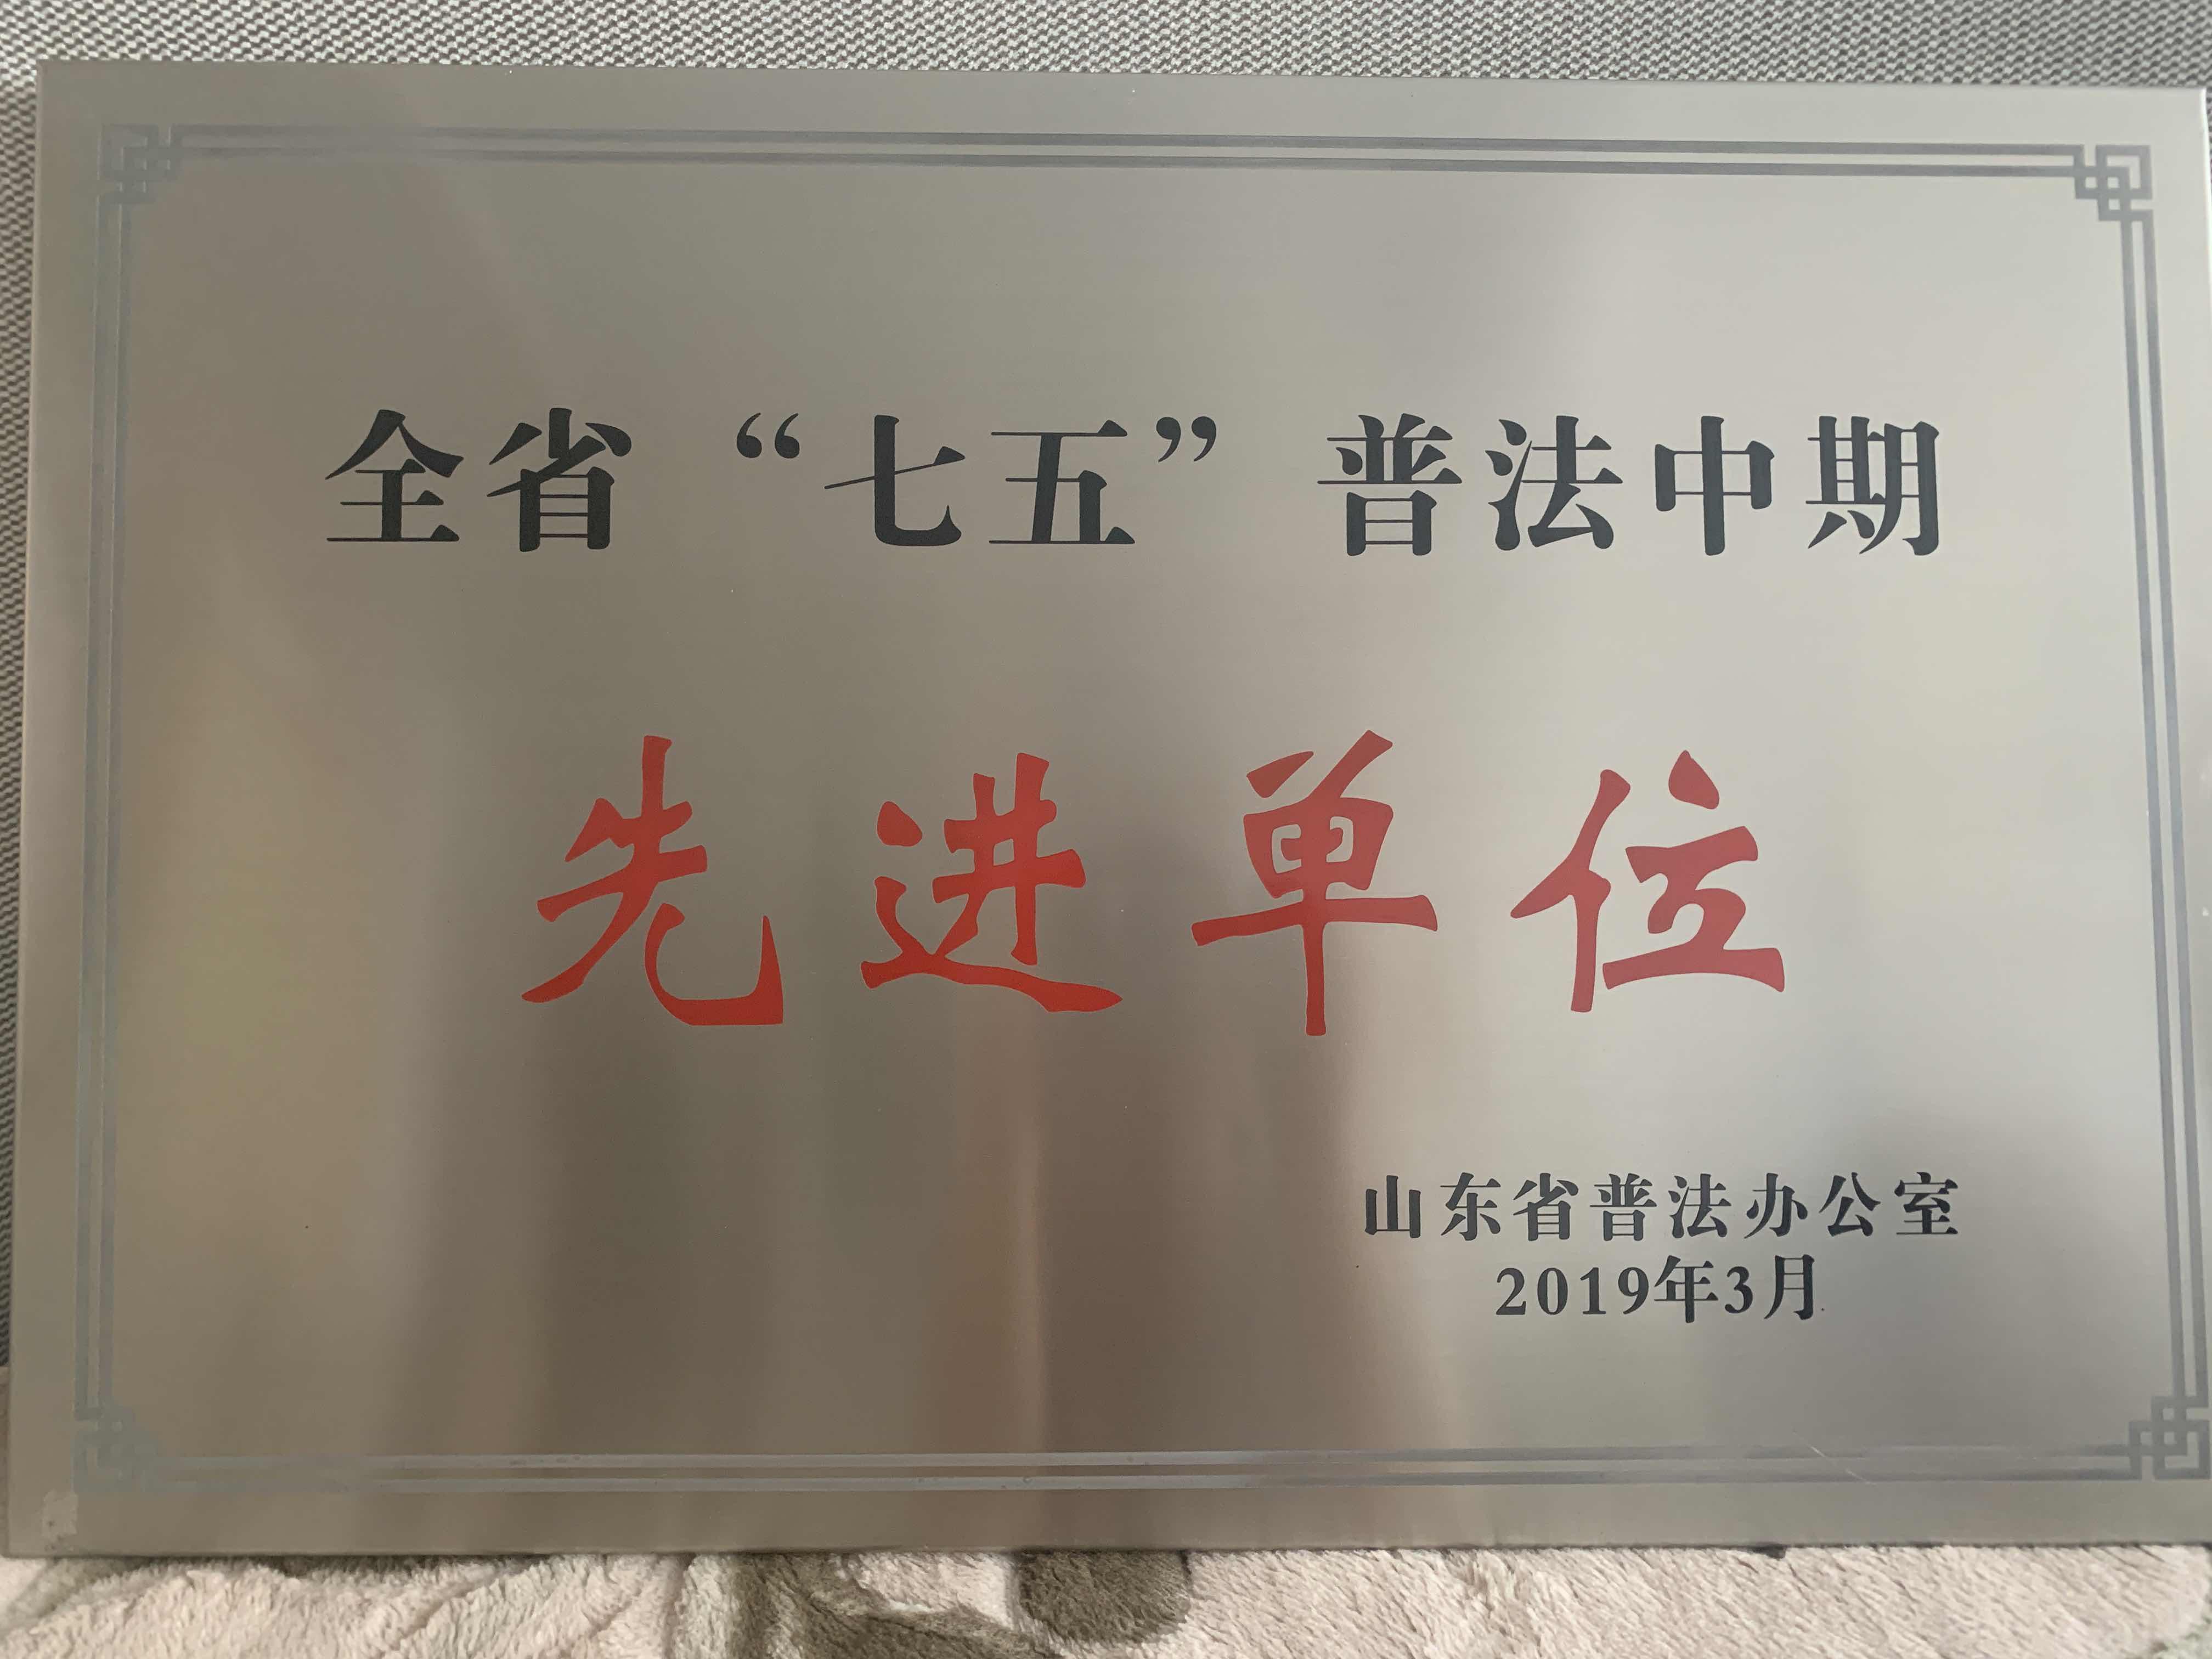 全省“七五”普法中期
先进单位
山东省普法办公室
2019年3月